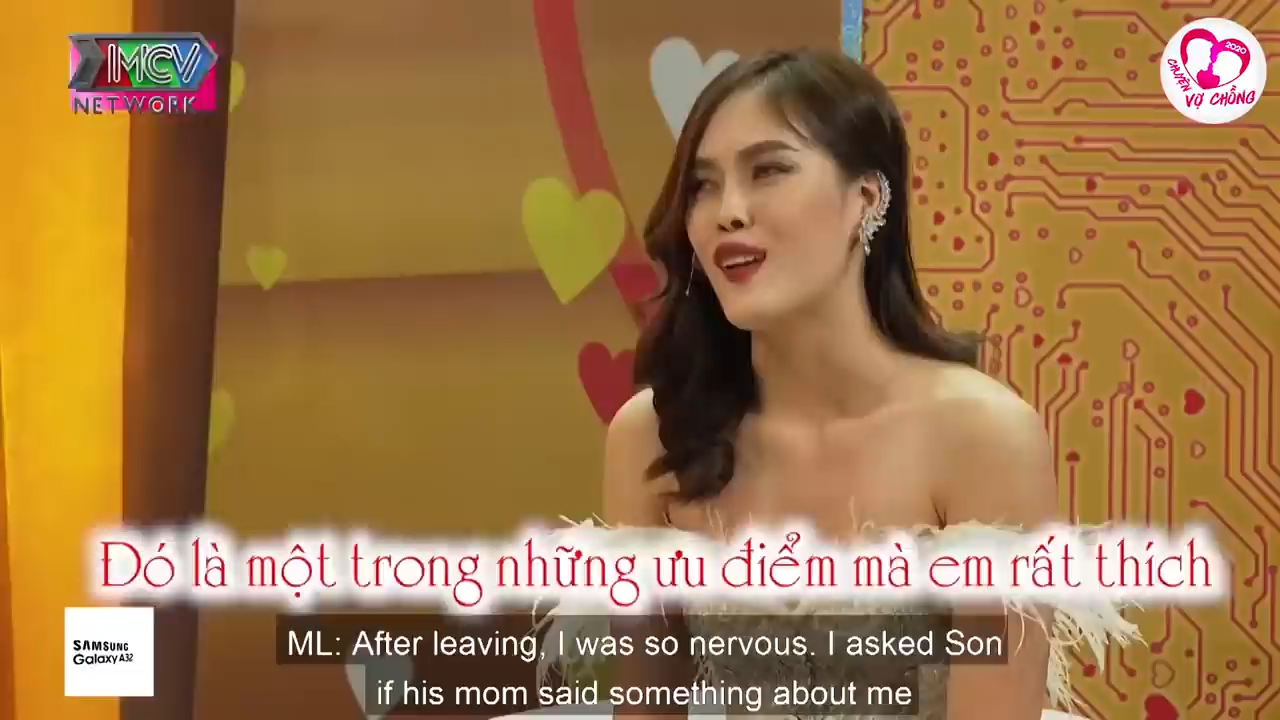 MCV
NETWORK
2020
CHUYỆN
VỢ CHỒNG
Đó là một trong những ưu điểm mà em rất thích
SAMSUNG
Galaxy A32
ML: After leaving, I was so nervous. I asked Son
if his mom said something about me